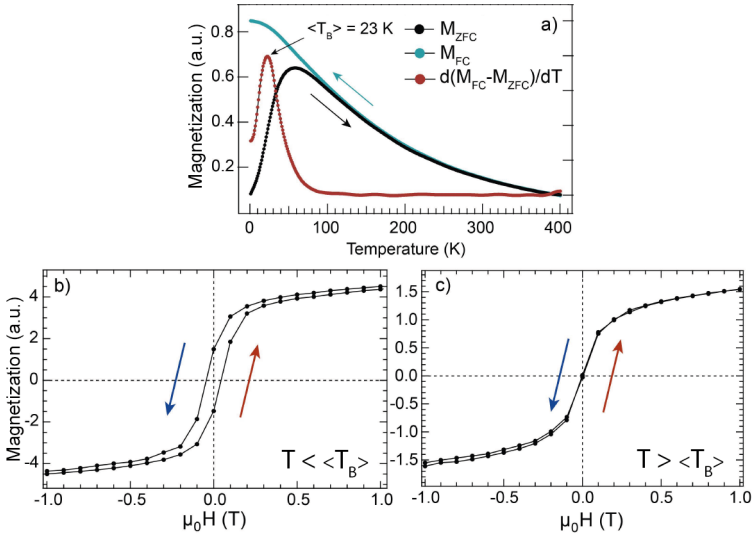 a)
<T_B> = 23 K
M_ZFC
M_FC
d(M_FC-M_ZFC)/dT
Magnetization (a.u.)
0.8
0.6
0.4
0.2
0 100 200 300 400
Temperature (K)
b)
Magnetization (a.u.)
4
2
0
-2
-4
T < <T_B>
-1.0 -0.5 0.0 0.5 1.0
μ₀H (T)
c)
1.5
1.0
0.5
0.0
-0.5
-1.0
-1.5
T > <T_B>
-1.0 -0.5 0.0 0.5 1.0
μ₀H (T)